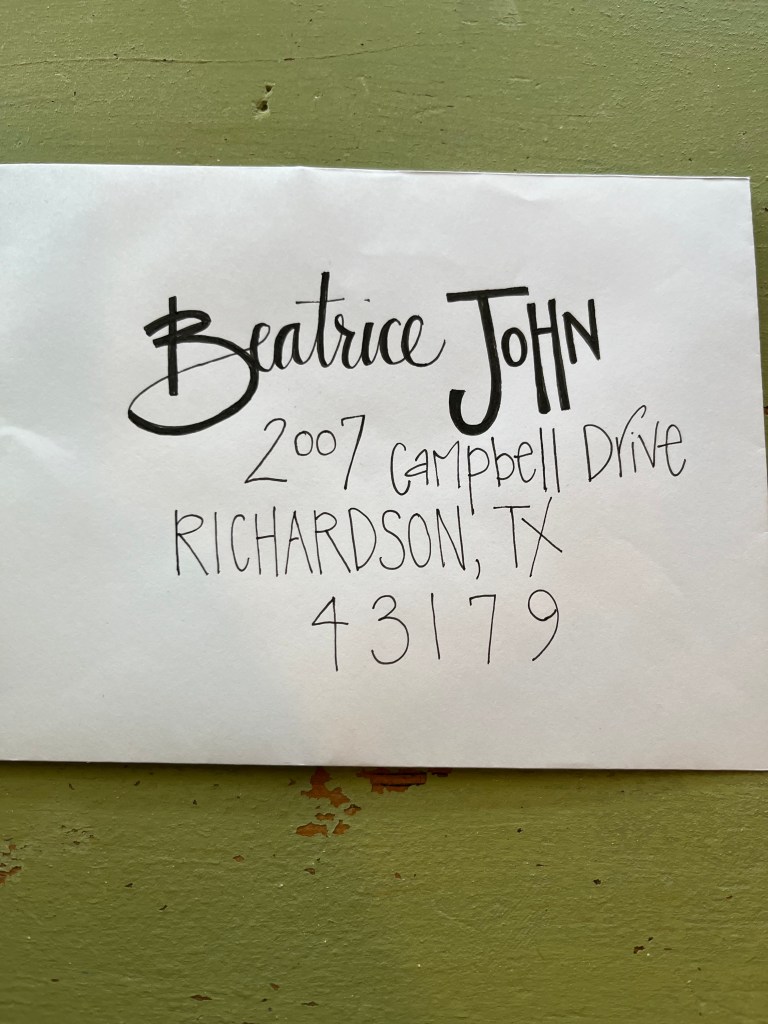 Beatrice JOHN
2007 Campbell Drive
RICHARDSON, TX
43179